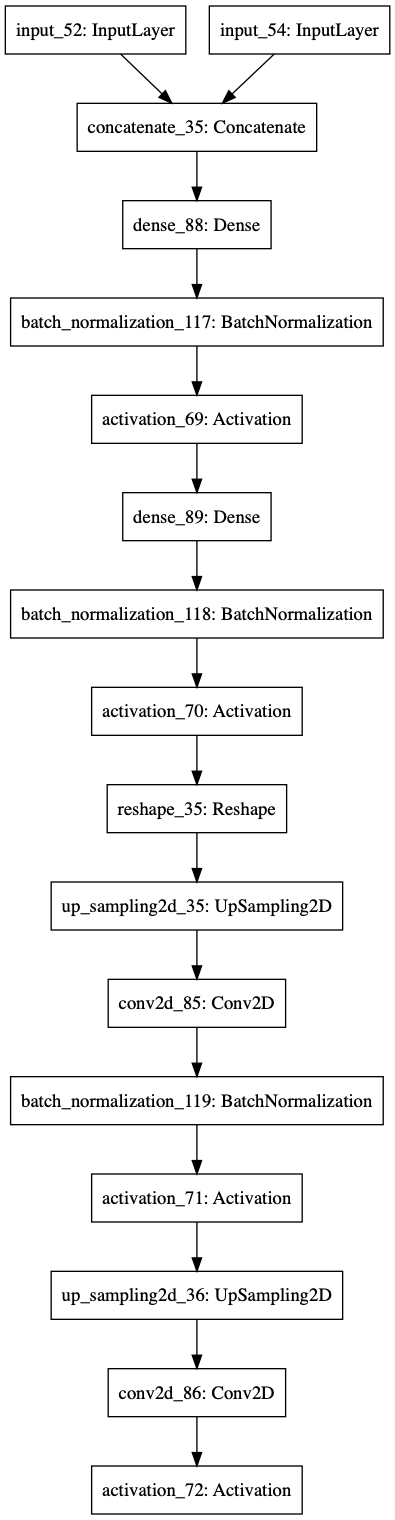 input_52: InputLayer
input_54: InputLayer
concatenate_35: Concatenate
dense_88: Dense
batch_normalization_117: BatchNormalization
activation_69: Activation
dense_89: Dense
batch_normalization_118: BatchNormalization
activation_70: Activation
reshape_35: Reshape
up_sampling2d_35: UpSampling2D
conv2d_85: Conv2D
batch_normalization_119: BatchNormalization
activation_71: Activation
up_sampling2d_36: UpSampling2D
conv2d_86: Conv2D
activation_72: Activation